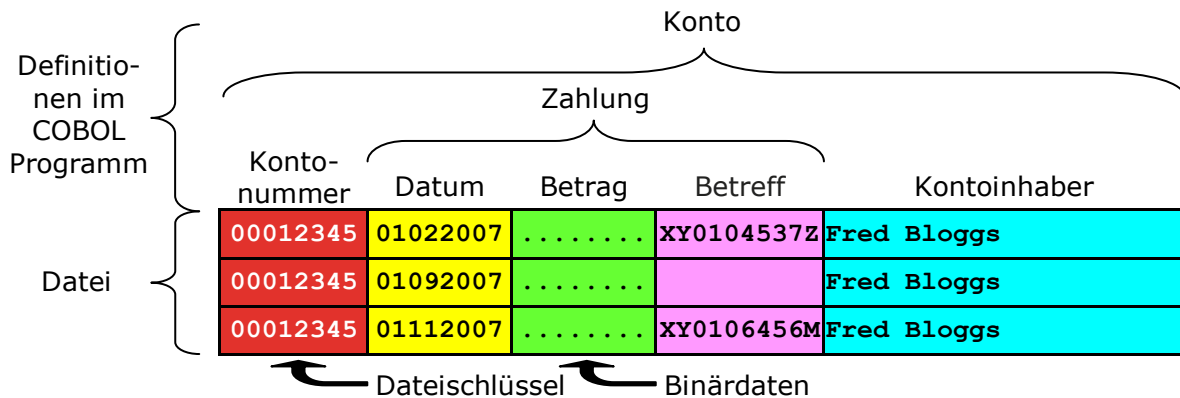 Konto
Definitio-
nen im
COBOL
Programm
Zahlung
Konto-
nummer
Datum
Betrag
Betreff
Kontoinhaber
00012345 01022007 ........ XY0104537Z Fred Bloggs
Datei
00012345 01092007 ........ Fred Bloggs
00012345 01112007 ........ XY0106456M Fred Bloggs
Dateischlüssel
Binärdaten